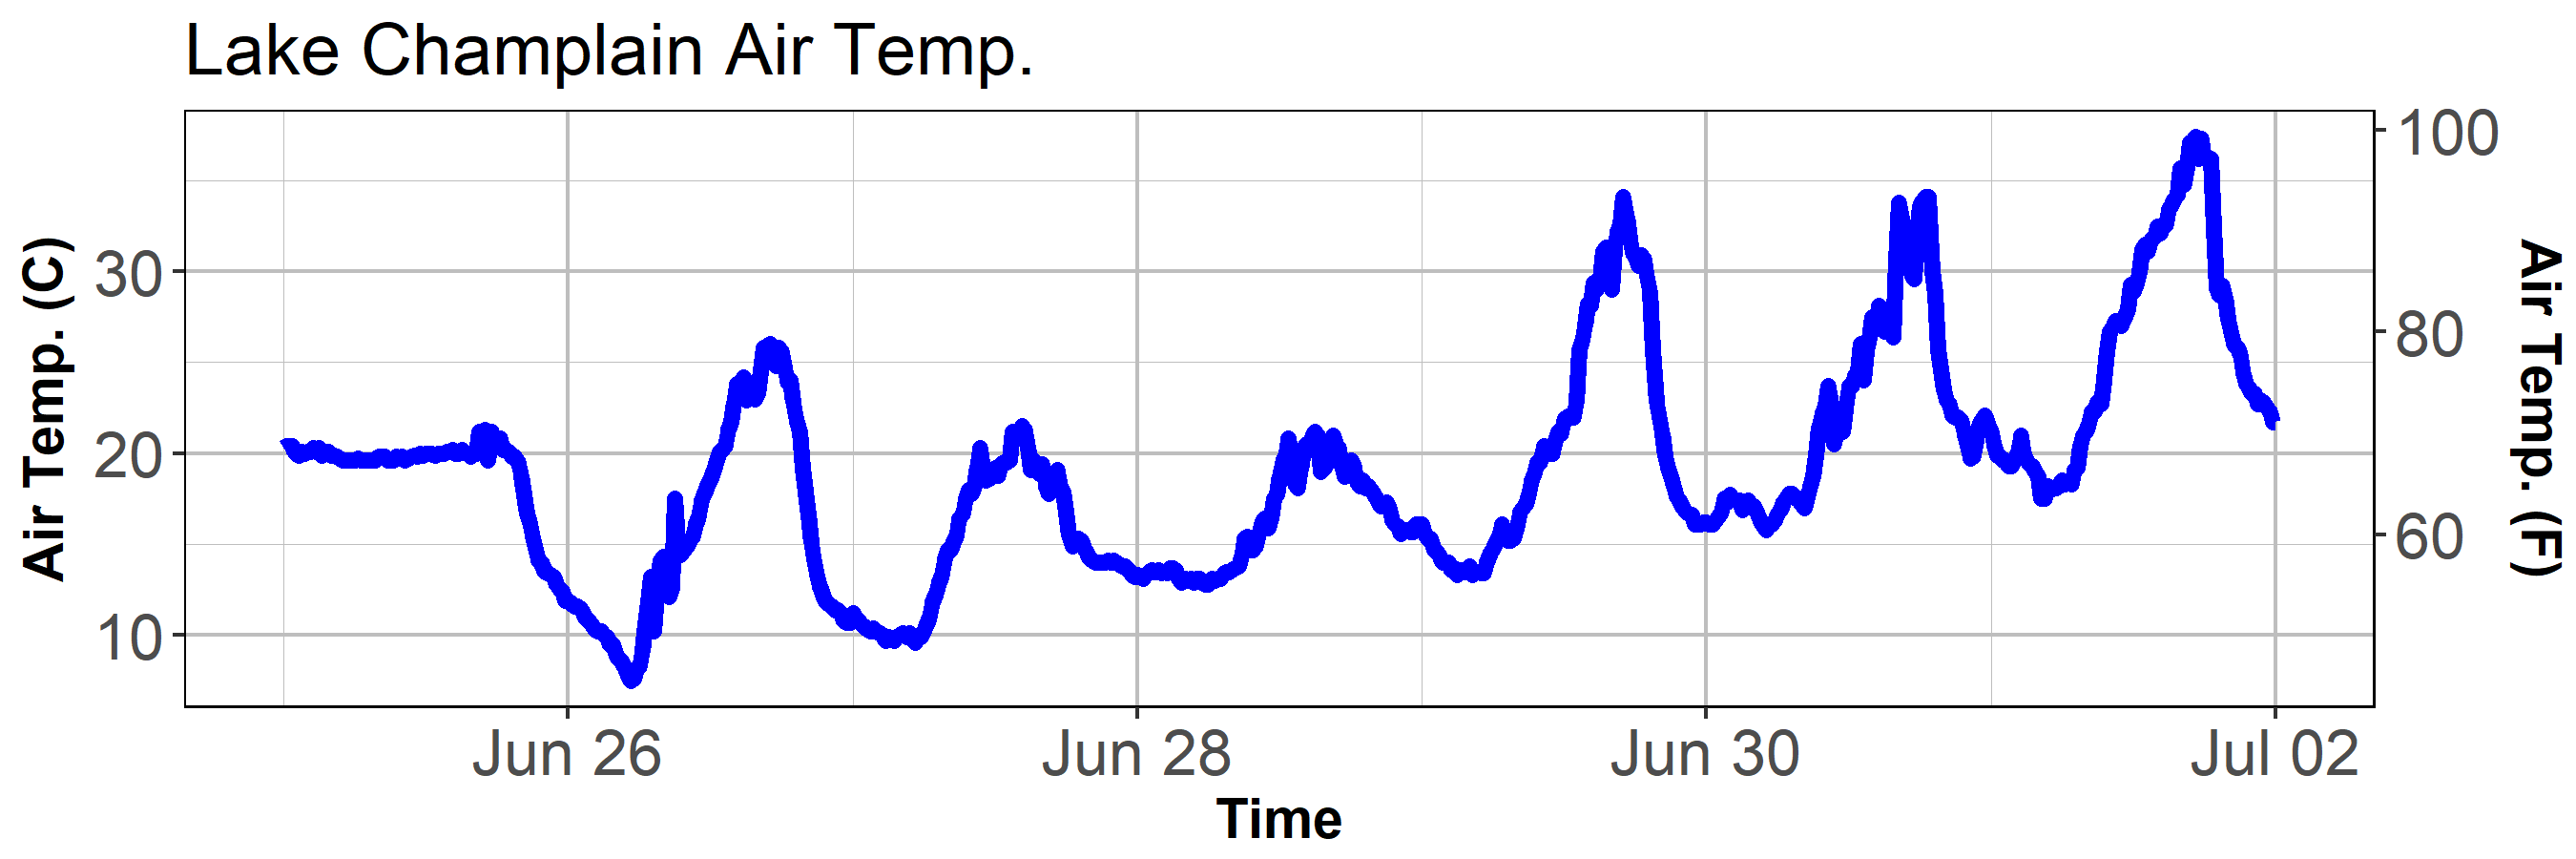 Lake Champlain Air Temp.
Air Temp. (C)
30
20
10
100
80
60
Air Temp. (F)
Jun 26
Jun 28
Jun 30
Jul 02
Time